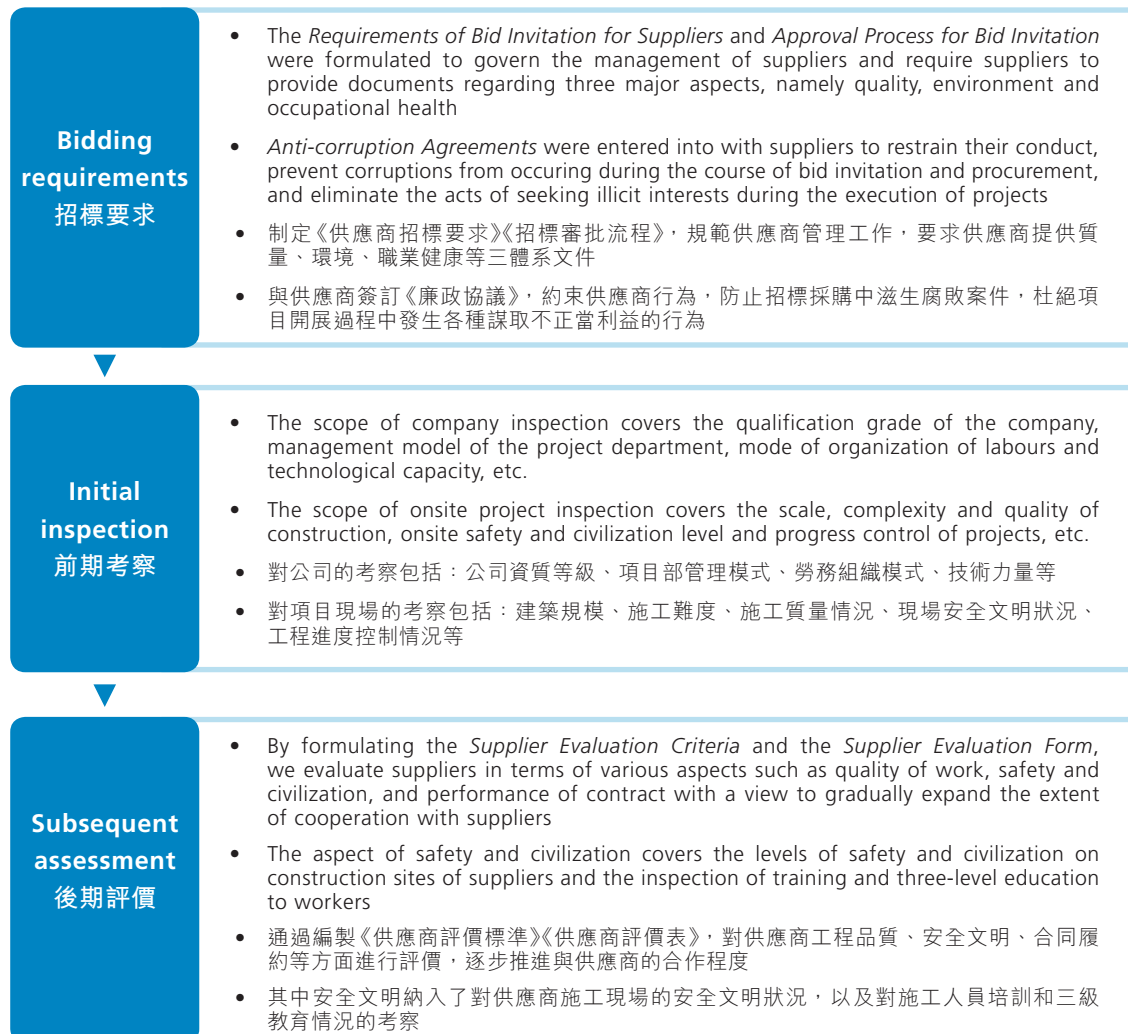 Bidding
requirements
招標要求
• The Requirements of Bid Invitation for Suppliers and Approval Process for Bid Invitation
were formulated to govern the management of suppliers and require suppliers to
provide documents regarding three major aspects, namely quality, environment and
occupational health
• Anti-corruption Agreements were entered into with suppliers to restrain their conduct,
prevent corruptions from occuring during the course of bid invitation and procurement,
and eliminate the acts of seeking illicit interests during the execution of projects
• 制定《供應商招標要求》《招標審批流程》，規範供應商管理工作，要求供應商提供質
量、環境、職業健康等三體系文件
• 與供應商簽訂《廉政協議》，約束供應商行為，防止招標採購中滋生腐敗案件，杜絕項
目開展過程中發生各種謀取不正當利益的行為
Initial
inspection
前期考察
• The scope of company inspection covers the qualification grade of the company,
management model of the project department, mode of organization of labours and
technological capacity, etc.
• The scope of onsite project inspection covers the scale, complexity and quality of
construction, onsite safety and civilization level and progress control of projects, etc.
• 對公司的考察包括：公司資質等級、項目部管理模式、勞務組織模式、技術力量等
• 對項目現場的考察包括：建築規模、施工難度、施工質量情況、現場安全文明狀況、
工程進度控制情況等
Subsequent
assessment
後期評價
• By formulating the Supplier Evaluation Criteria and the Supplier Evaluation Form,
we evaluate suppliers in terms of various aspects such as quality of work, safety and
civilization, and performance of contract with a view to gradually expand the extent
of cooperation with suppliers
• The aspect of safety and civilization covers the levels of safety and civilization on
construction sites of suppliers and the inspection of training and three-level education
to workers
• 通過編製《供應商評價標準》《供應商評價表》，對供應商工程品質、安全文明、合同履
約等方面進行評價，逐步推進與供應商的合作程度
• 其中安全文明納入了對供應商施工現場的安全文明狀況，以及對施工人員培訓和三級
教育情況的考察